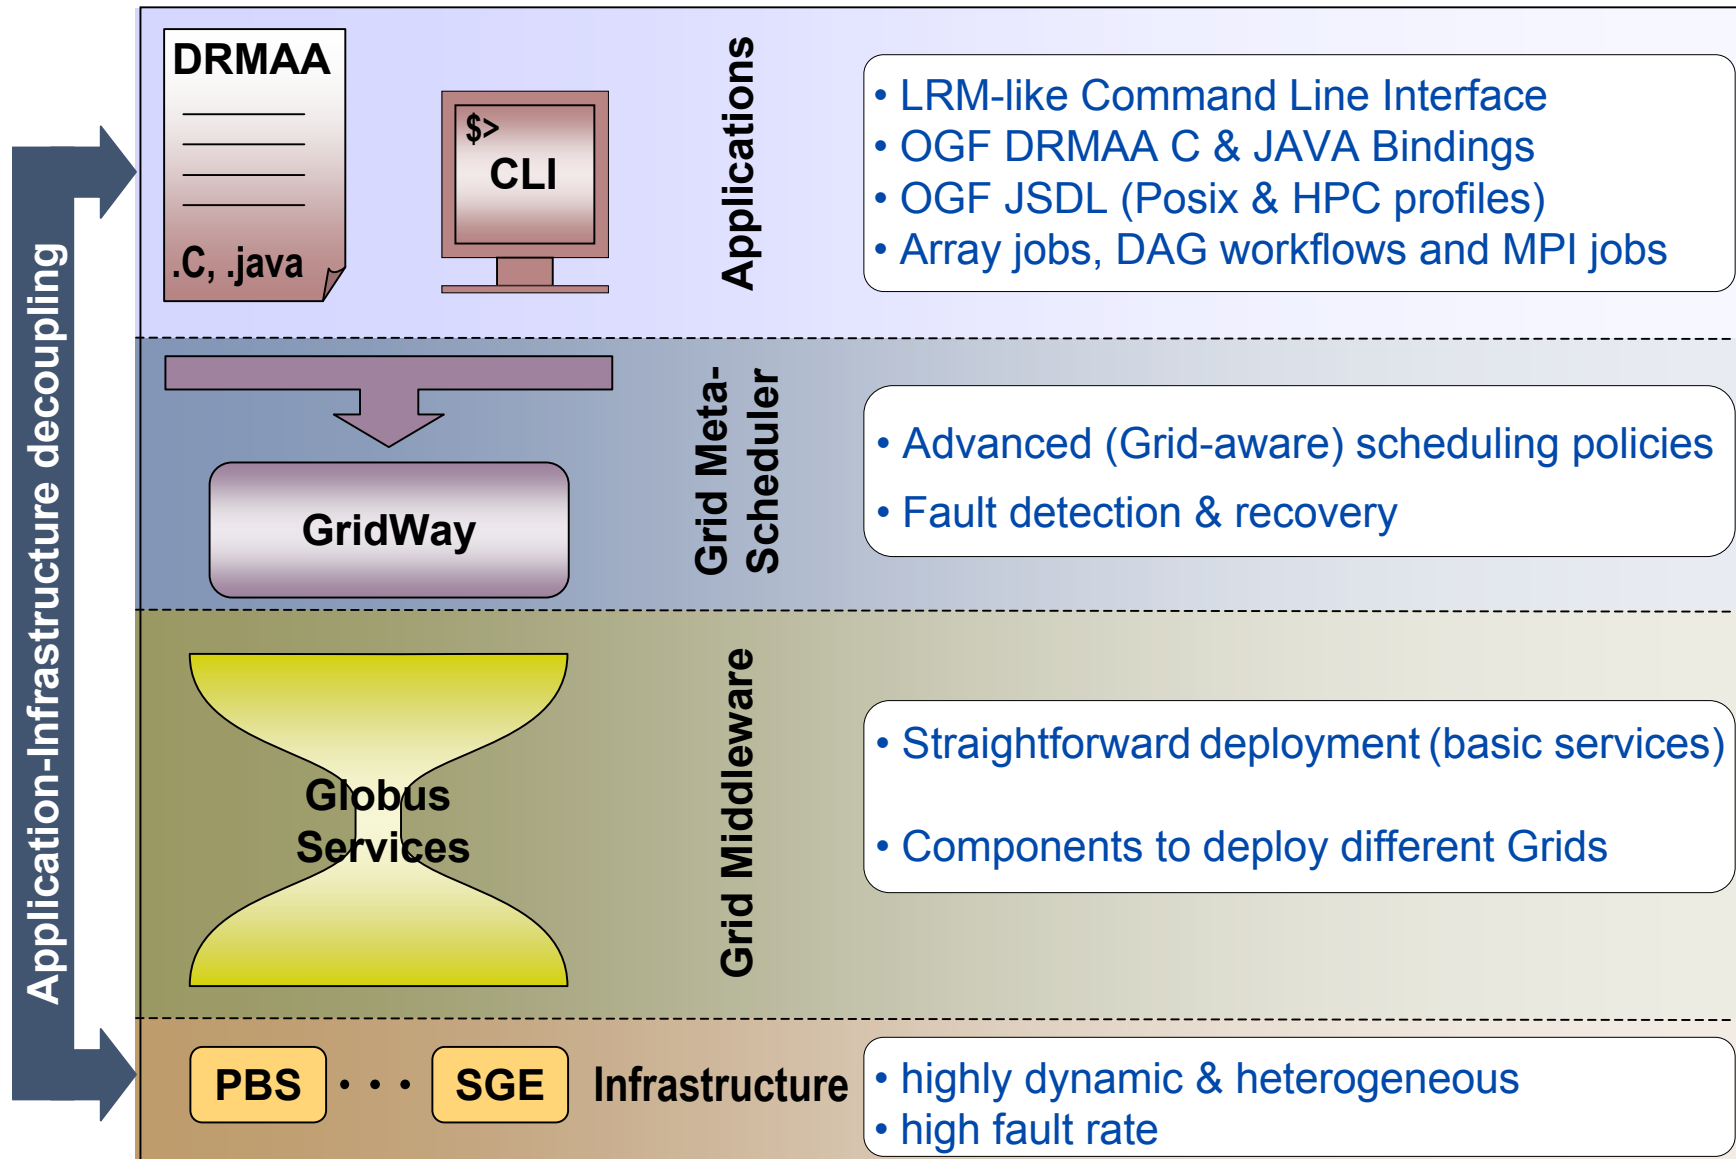 Application-Infrastructure decoupling
DRMAA
.C, .java
$>
CLI
Applications
• LRM-like Command Line Interface
• OGF DRMAA C & JAVA Bindings
• OGF JSDL (Posix & HPC profiles)
• Array jobs, DAG workflows and MPI jobs
GridWay
Grid Meta-
Scheduler
• Advanced (Grid-aware) scheduling policies
• Fault detection & recovery
Globus
Services
Grid Middleware
• Straightforward deployment (basic services)
• Components to deploy different Grids
PBS
• • •
SGE
Infrastructure
• highly dynamic & heterogeneous
• high fault rate